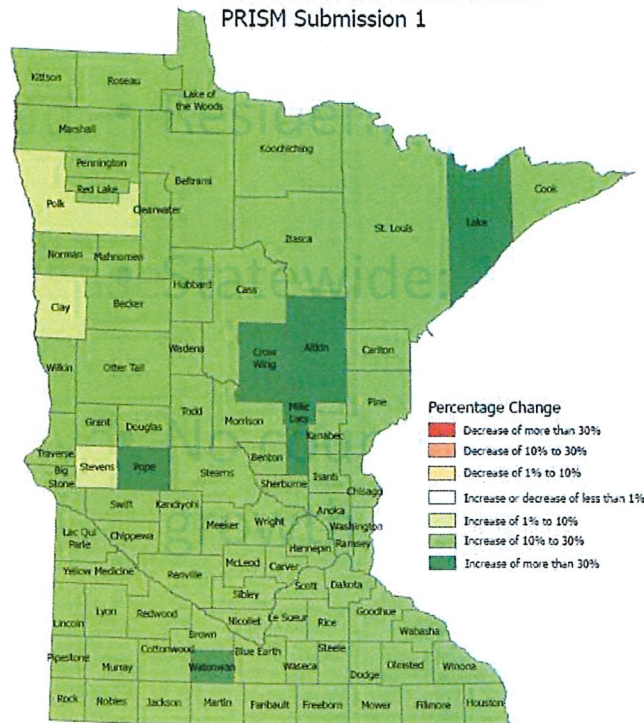 PRISM Submission 1
Kittson
Roseau
Lake of
the Woods
Marshall
Koochiching
Pennington
Red Lake
Beltrami
Polk
Clearwater
Cook
Lake
St. Louis
Itasca
Norman
Mahnomen
Hubbard
Cass
Clay
Becker
Aitkin
Crow
Wing
Wadena
Carlton
Wilkin
Otter Tail
Pine
Mille
Lacs
Todd
Morrison
Kanabec
Grant
Douglas
Traverse
Big
Stone
Stevens
Pope
Stearns
Benton
Isanti
Sherburne
Chisago
Swift
Kandiyohi
Anoka
Lac Qui
Parle
Chippewa
Meeker
Wright
Washington
Hennepin
Ramsey
Yellow Medicine
Renville
McLeod
Carver
Scott
Dakota
Sibley
Lyon
Redwood
Nicollet
Le Sueur
Rice
Goodhue
Lincoln
Brown
Wabasha
Pipestone
Murray
Cottonwood
Watonwan
Blue Earth
Waseca
Steele
Dodge
Olmsted
Winona
Rock
Nobles
Jackson
Martin
Faribault
Freeborn
Mower
Fillmore
Houston
Percentage Change
Decrease of more than 30%
Decrease of 10% to 30%
Decrease of 1% to 10%
Increase or decrease of less than 1%
Increase of 1% to 10%
Increase of 10% to 30%
Increase of more than 30%
Residen
Statewide: